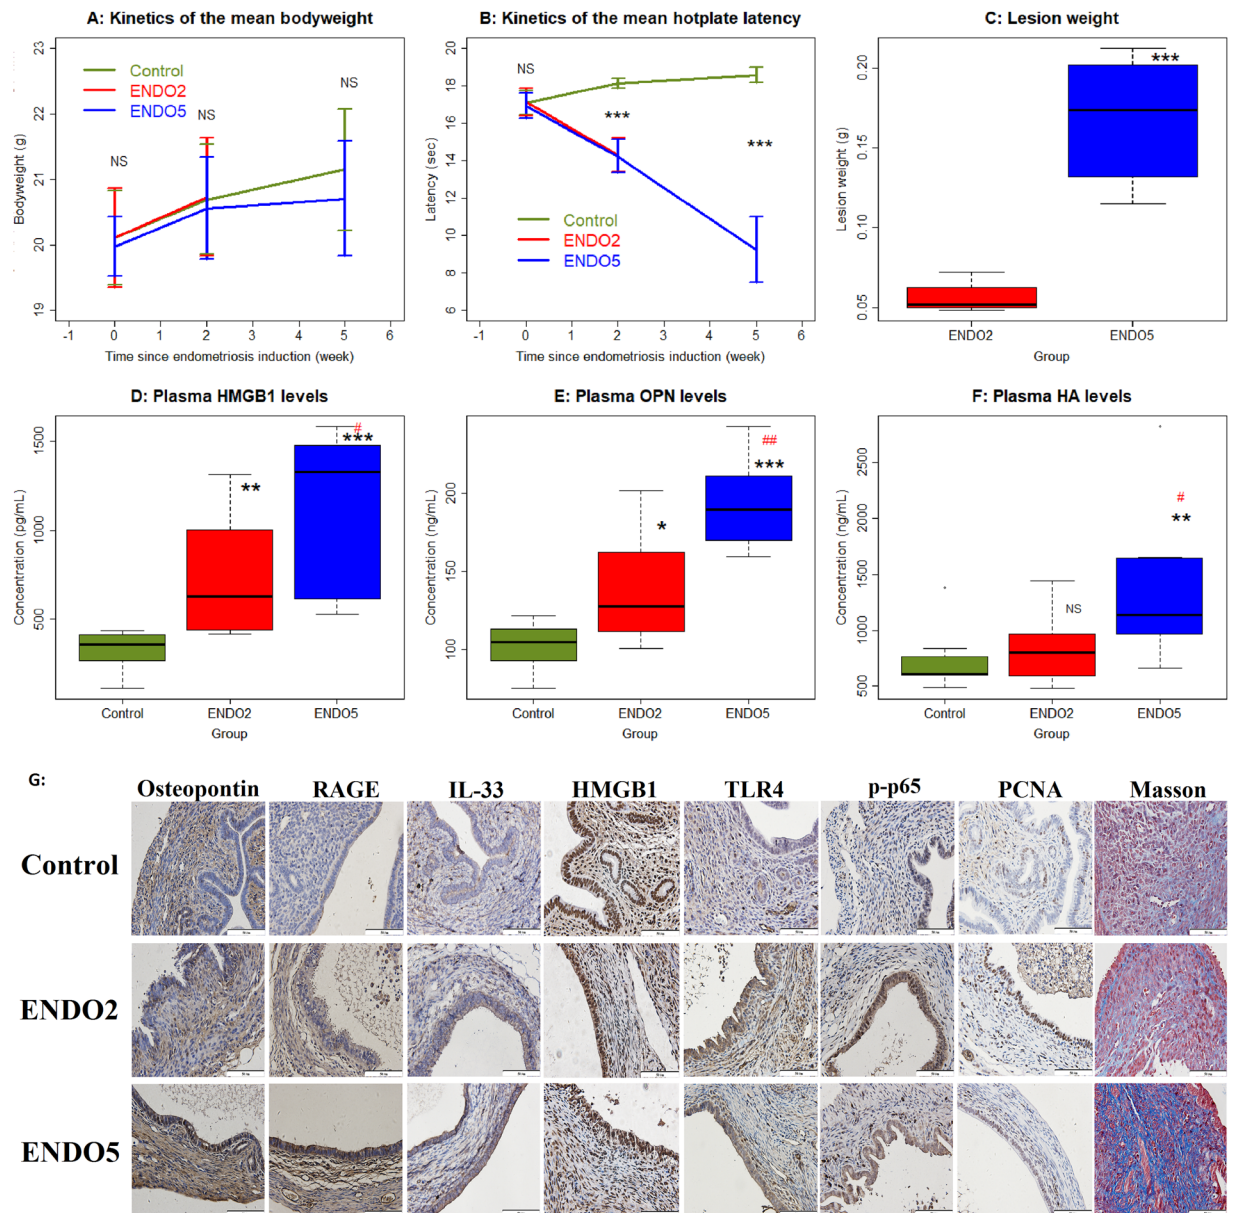 A: Kinetics of the mean bodyweight
Bodyweight (g)
23
22
21
20
19
Control
ENDO2
ENDO5
NS
NS
NS
-1 0 1 2 3 4 5 6
Time since endometriosis induction (week)
B: Kinetics of the mean hotplate latency
Latency (sec)
20
18
16
14
12
10
8
6
NS
***
***
Control
ENDO2
ENDO5
-1 0 1 2 3 4 5 6
Time since endometriosis induction (week)
C: Lesion weight
Lesion weight (g)
0.20
0.15
0.10
0.05
***
ENDO2 ENDO5
Group
D: Plasma HMGB1 levels
Concentration (ng/mL)
1500
1000
500
**
#
***
Control ENDO2 ENDO5
Group
E: Plasma OPN levels
Concentration (ng/mL)
200
150
100
*
##
***
Control ENDO2 ENDO5
Group
F: Plasma HA levels
Concentration (ng/mL)
2500
2000
1500
1000
500
NS
#
**
Control ENDO2 ENDO5
Group
G:
Osteopontin RAGE IL-33 HMGB1 TLR4 p-p65 PCNA Masson
Control
ENDO2
ENDO5